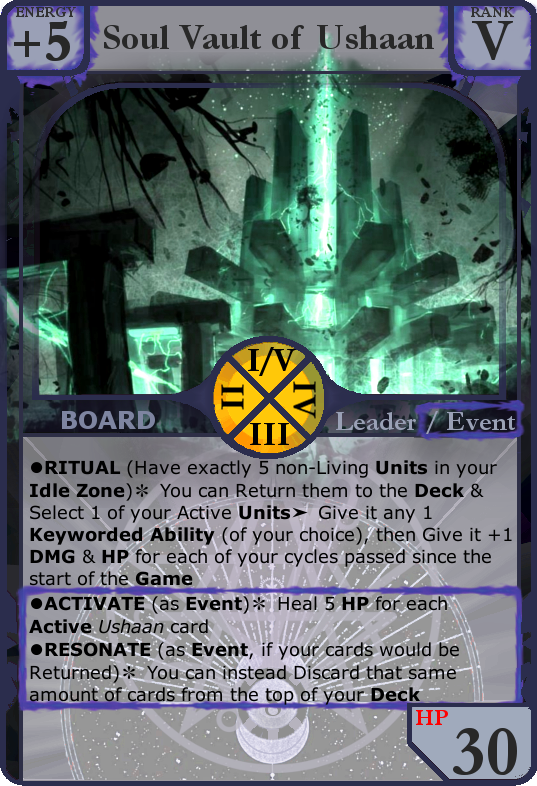 ENERGY
+5
Soul Vault of Ushaan
RANK
V
I/V
II
IV
III
BOARD
Leader / Event
●RITUAL (Have exactly 5 non-Living Units in your
Idle Zone)✻ You can Return them to the Deck &
Select 1 of your Active Units➤ Give it any 1
Keyworded Ability (of your choice), then Give it +1
DMG & HP for each of your cycles passed since the
start of the Game
●ACTIVATE (as Event)✻ Heal 5 HP for each
Active Ushaan card
●RESONATE (as Event, if your cards would be
Returned)✻ You can instead Discard that same
amount of cards from the top of your Deck
HP
30